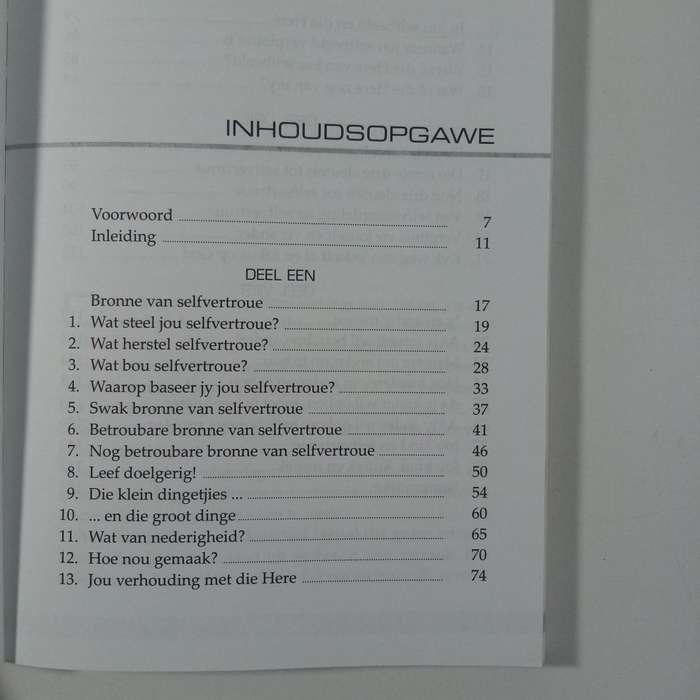 INHOUDSOPGAWE
Voorwoord 7
Inleiding 11
DEEL EEN
Bronne van selfvertroue 17
1. Wat steel jou selfvertroue? 19
2. Wat herstel selfvertroue? 24
3. Wat bou selfvertroue? 28
4. Waarop baseer jy jou selfvertroue? 33
5. Swak bronne van selfvertroue 37
6. Betroubare bronne van selfvertroue 41
7. Nog betroubare bronne van selfvertroue 46
8. Leef doelgerig! 50
9. Die klein dingetjies ... 54
10. ... en die groot dinge 60
11. Wat van nederigheid? 65
12. Hoe nou gemaak? 70
13. Jou verhouding met die Here 74